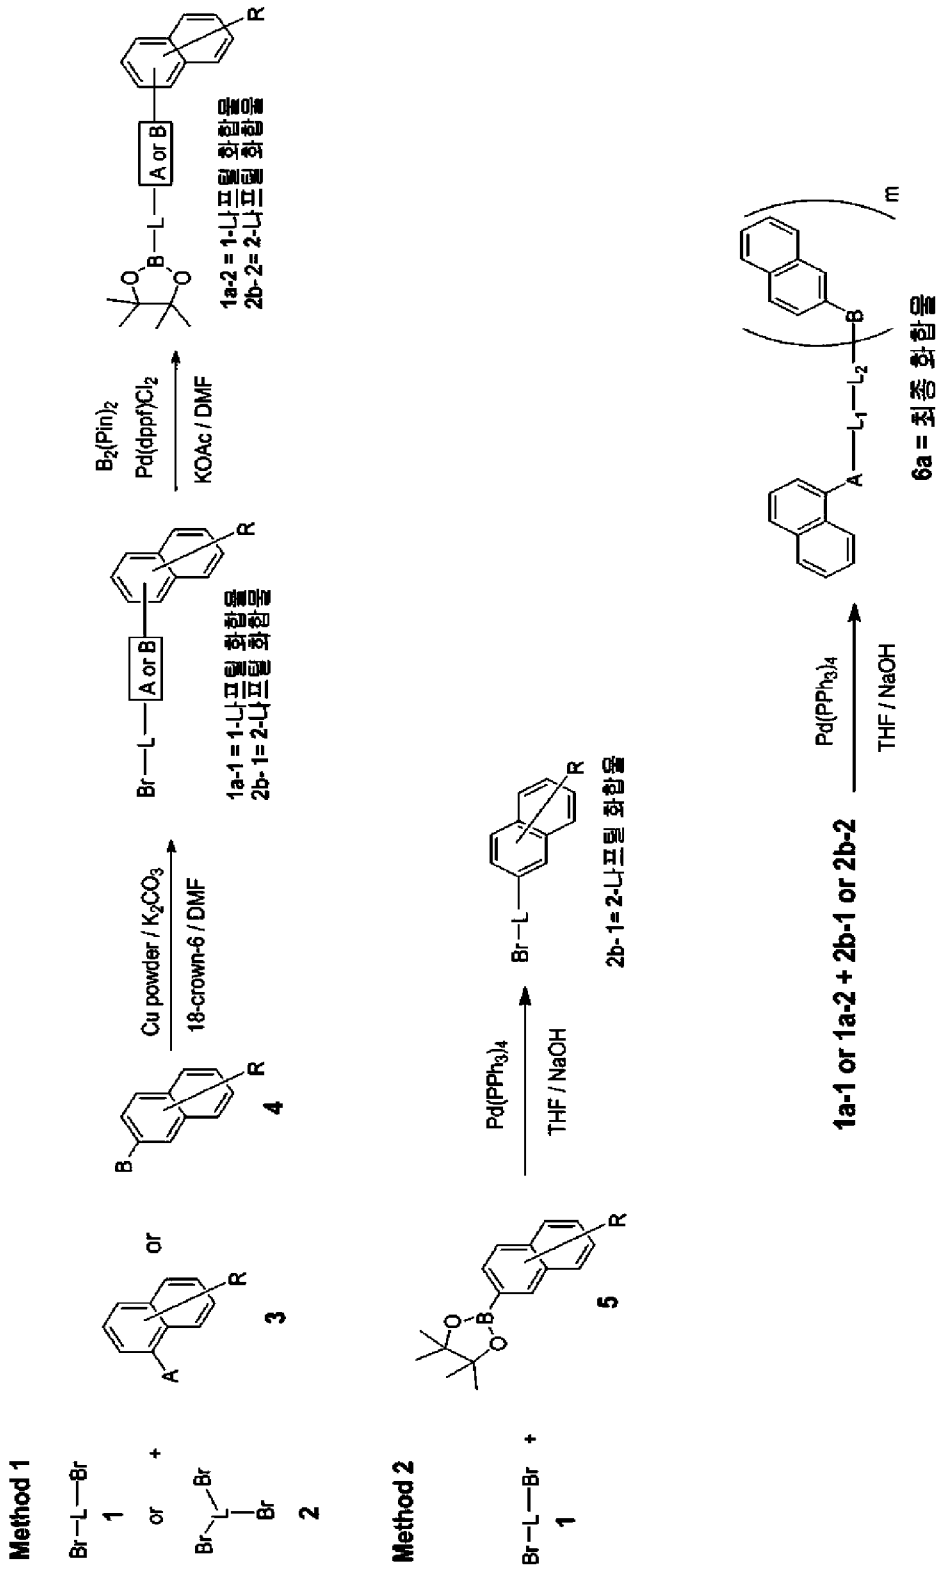 Method 1
Br—L—Br
1
or
Br
Br
L
Br
2
+
A
R
3
or
B
R
4
Cu powder / K2CO3
18-crown-6 / DMF
Br—L—A or B
R
1a-1 = 1-나프틸 화합물
2b-1= 2-나프틸 화합물
B2(Pin)2
Pd(dppf)Cl2
KOAc / DMF
O
B—L—A or B
O
R
1a-2 = 1-나프틸 화합물
2b-2= 2-나프틸 화합물
Method 2
Br—L—Br +
1
O
B
O
R
5
Pd(PPh3)4
THF / NaOH
Br—L
R
2b-1= 2-나프틸 화합물
1a-1 or 1a-2 + 2b-1 or 2b-2
Pd(PPh3)4
THF / NaOH
A—L1—L2—B
m
6a = 최종 화합물